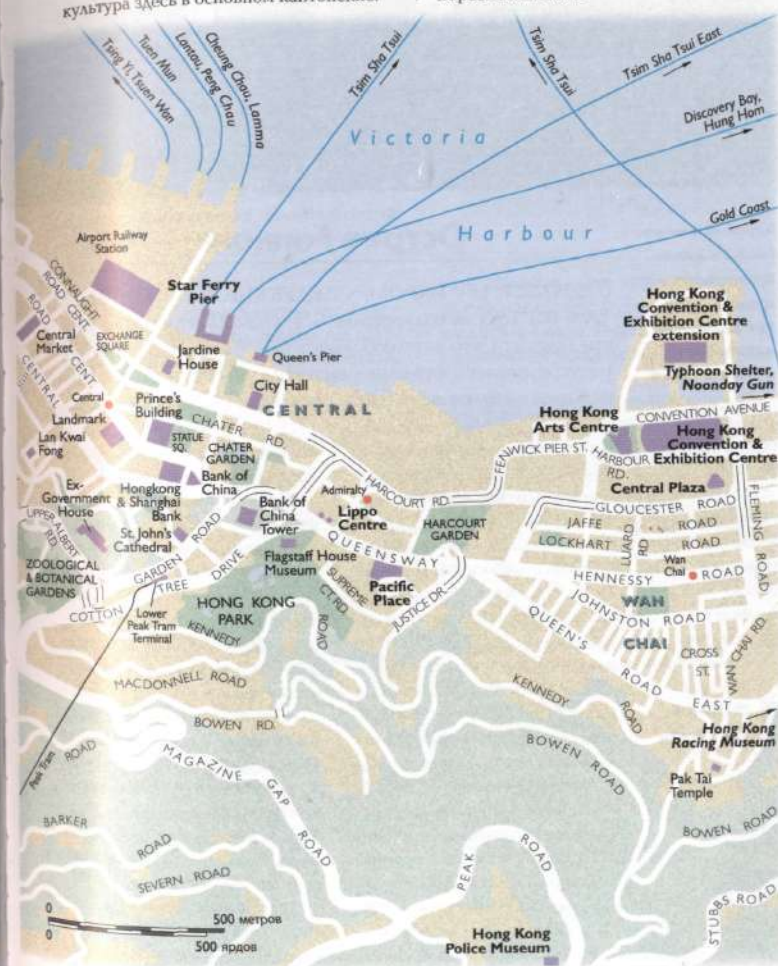 культура здесь в основном кантонская.
Tsing Yi, Tsuen Wan
Tuen Mun
Lantau, Peng Chau
Cheung Chau, Lamma
Tsim Sha Tsui
Tsim Sha Tsui
Tsim Sha Tsui East
Discovery Bay,
Hung Hom
Gold Coast
Victoria
Harbour
Airport Railway
Station
CONNAUGHT
ROAD CENT.
ROAD CENT.
Central
Market
EXCHANGE
SQUARE
CENTRAL
Star Ferry
Pier
Jardine
House
Queen's Pier
City Hall
CENTRAL
Central
Landmark
Lan Kwai
Fong
Prince's
Building
STATUE
SQ.
CHATER RD.
CHATER
GARDEN
Bank of
China
Hongkong
& Shanghai
Bank
Ex-
Government
House
UPPER ALBERT
RD.
St. John's
Cathedral
ZOOLOGICAL
& BOTANICAL
GARDENS
GARDEN ROAD
COTTON TREE DRIVE
Lower
Peak Tram
Terminal
Peak Tram
Bank of
China
Tower
Admiralty
Lippo
Centre
HARCOURT RD.
Flagstaff House
Museum
QUEENSWAY
HARCOURT
GARDEN
SUPREME
CT. RD.
Pacific
Place
JUSTICE DR.
HONG KONG
PARK
KENNEDY ROAD
MACDONNELL ROAD
BOWEN RD.
ROAD
MAGAZINE GAP ROAD
BARKER ROAD
SEVERN ROAD
PEAK ROAD
Hong Kong
Convention &
Exhibition Centre
extension
Typhoon Shelter,
Noonday Gun
CONVENTION AVENUE
Hong Kong
Arts Centre
FENWICK PIER ST.
HARBOUR
RD.
Hong Kong
Convention &
Exhibition Centre
Central Plaza
GLOUCESTER ROAD
FLEMING ROAD
JAFFE ROAD
LOCKHART ROAD
LUARD
RD
Wan
Chai
HENNESSY ROAD
WAN
CHAI
JOHNSTON ROAD
QUEEN'S ROAD EAST
CROSS
ST.
WAN CHAI RD.
KENNEDY ROAD
BOWEN ROAD
Hong Kong
Racing Museum
Pak Tai
Temple
BOWEN ROAD
STUBBS ROAD
Hong Kong
Police Museum
0
500 метров
0
500 ярдов